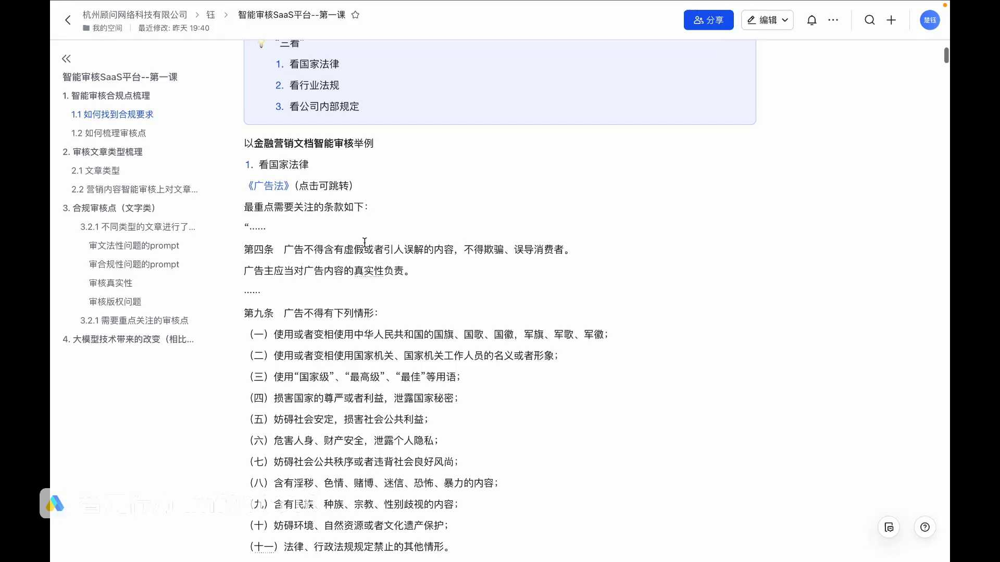 杭州顾问网络科技有限公司 > 钰 > 智能审核SaaS平台--第一课
我的空间 | 最近修改: 昨天 19:40
分享
编辑
楚钰
智能审核SaaS平台--第一课
1. 智能审核合规点梳理
1.1 如何找到合规要求
1.2 如何梳理审核点
2. 审核文章类型梳理
2.1 文章类型
2.2 营销内容智能审核上对文章...
3. 合规审核点（文字类）
3.2.1 不同类型的文章进行了...
审文法性问题的prompt
审合规性问题的prompt
审核真实性
审核版权问题
3.2.1 需要重点关注的审核点
4. 大模型技术带来的改变（相比...
“三看”
1. 看国家法律
2. 看行业法规
3. 看公司内部规定
以金融营销文档智能审核举例
1. 看国家法律
《广告法》（点击可跳转）
最重点需要关注的条款如下：
“......
第四条　广告不得含有虚假或者引人误解的内容，不得欺骗、误导消费者。
广告主应当对广告内容的真实性负责。
......
第九条　广告不得有下列情形：
（一）使用或者变相使用中华人民共和国的国旗、国歌、国徽，军旗、军歌、军徽；
（二）使用或者变相使用国家机关、国家机关工作人员的名义或者形象；
（三）使用“国家级”、“最高级”、“最佳”等用语；
（四）损害国家的尊严或者利益，泄露国家秘密；
（五）妨碍社会安定，损害社会公共利益；
（六）危害人身、财产安全，泄露个人隐私；
（七）妨碍社会公共秩序或者违背社会良好风尚；
（八）含有淫秽、色情、赌博、迷信、恐怖、暴力的内容；
（九）含有民族、种族、宗教、性别歧视的内容；
（十）妨碍环境、自然资源或者文化遗产保护；
（十一）法律、行政法规规定禁止的其他情形。